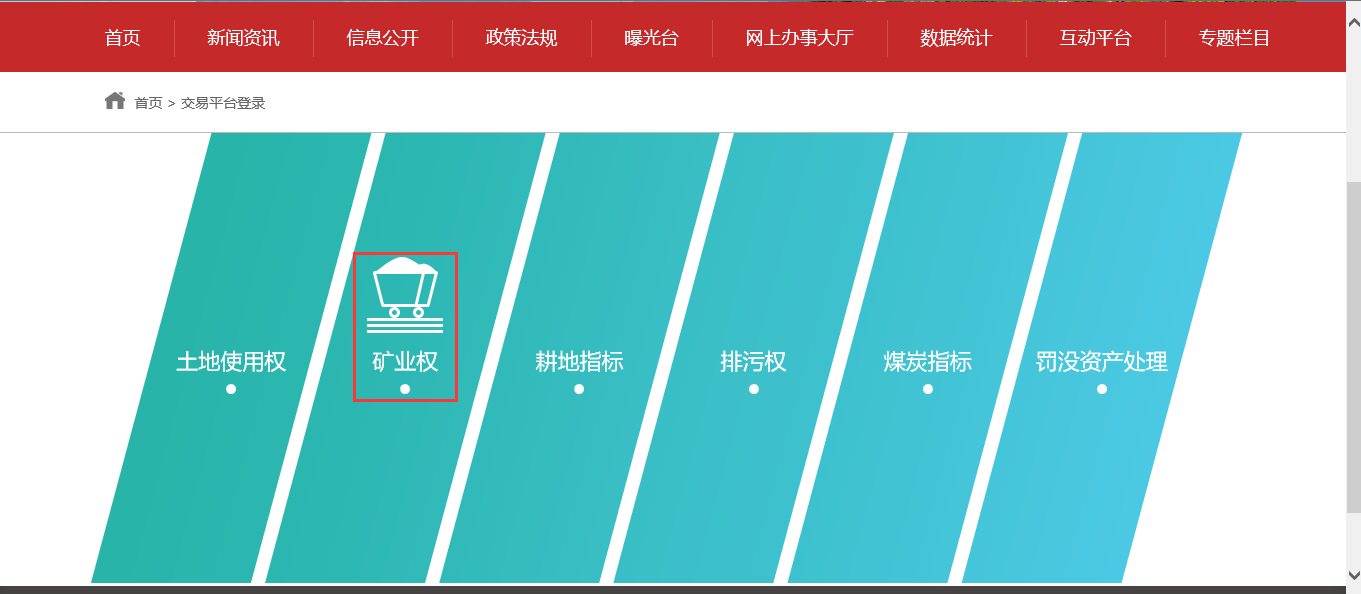 首页 新闻资讯 信息公开 政策法规 曝光台 网上办事大厅 数据统计 互动平台 专题栏目
首页 > 交易平台登录
土地使用权 矿业权 耕地指标 排污权 煤炭指标 罚没资产处理